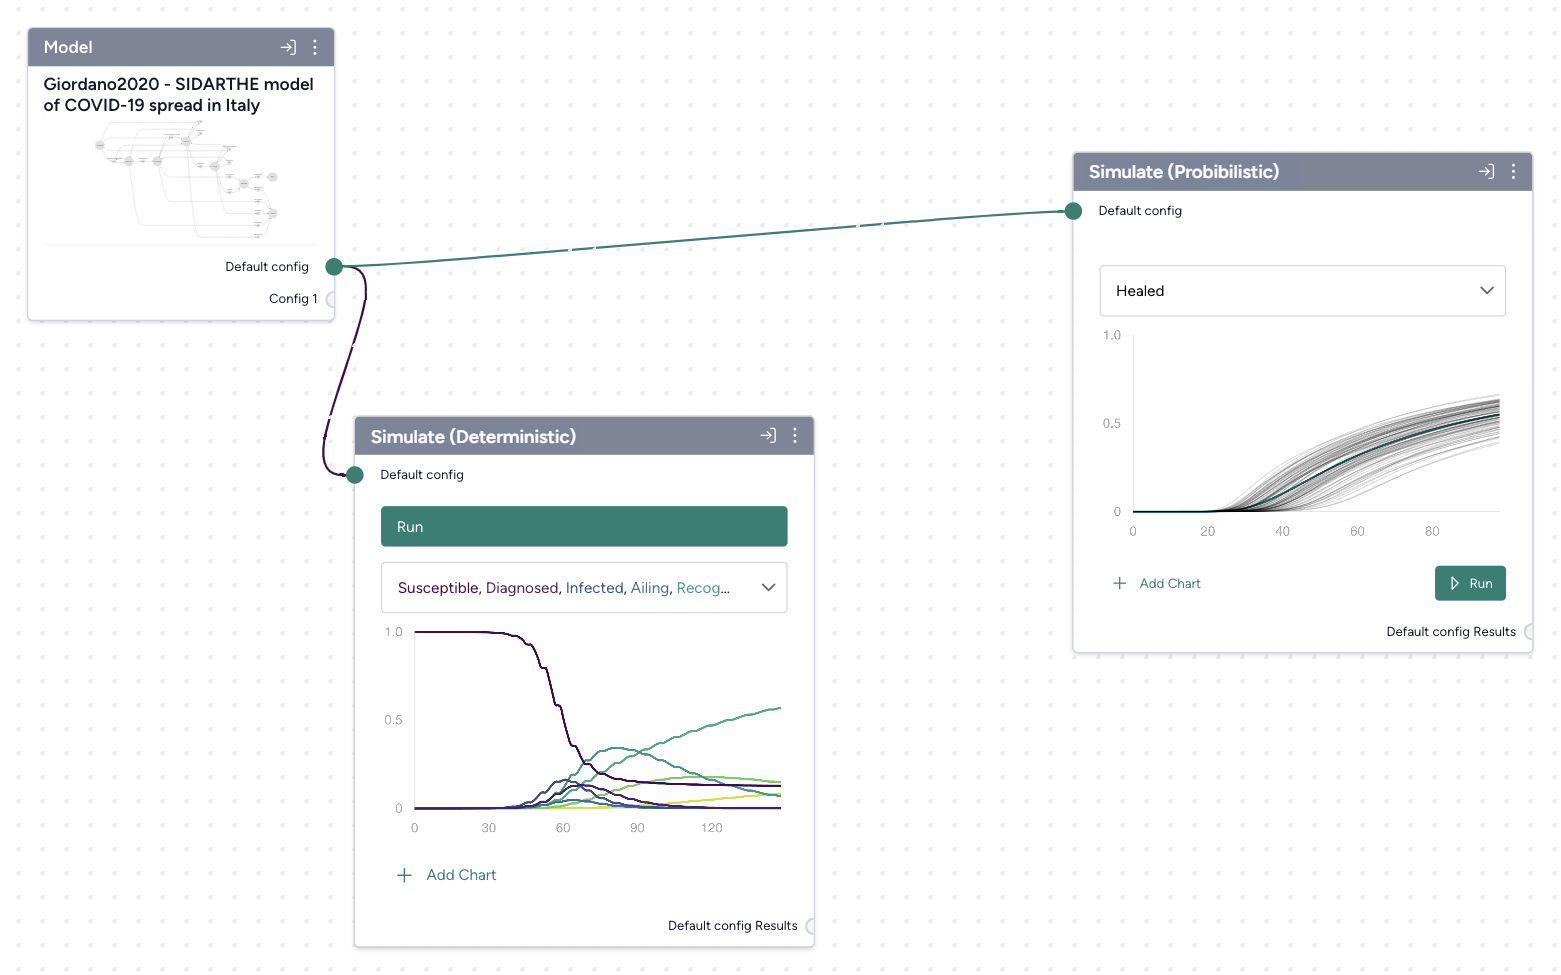 Model
Giordano2020 - SIDARTHE model
of COVID-19 spread in Italy
Default config
Config 1
Simulate (Deterministic)
Default config
Run
Susceptible, Diagnosed, Infected, Ailing, Recog...
1.0
0.5
0
0 30 60 90 120
Add Chart
Default config Results
Simulate (Probibilistic)
Default config
Healed
1.0
0.5
0
0 20 40 60 80
Add Chart
Run
Default config Results